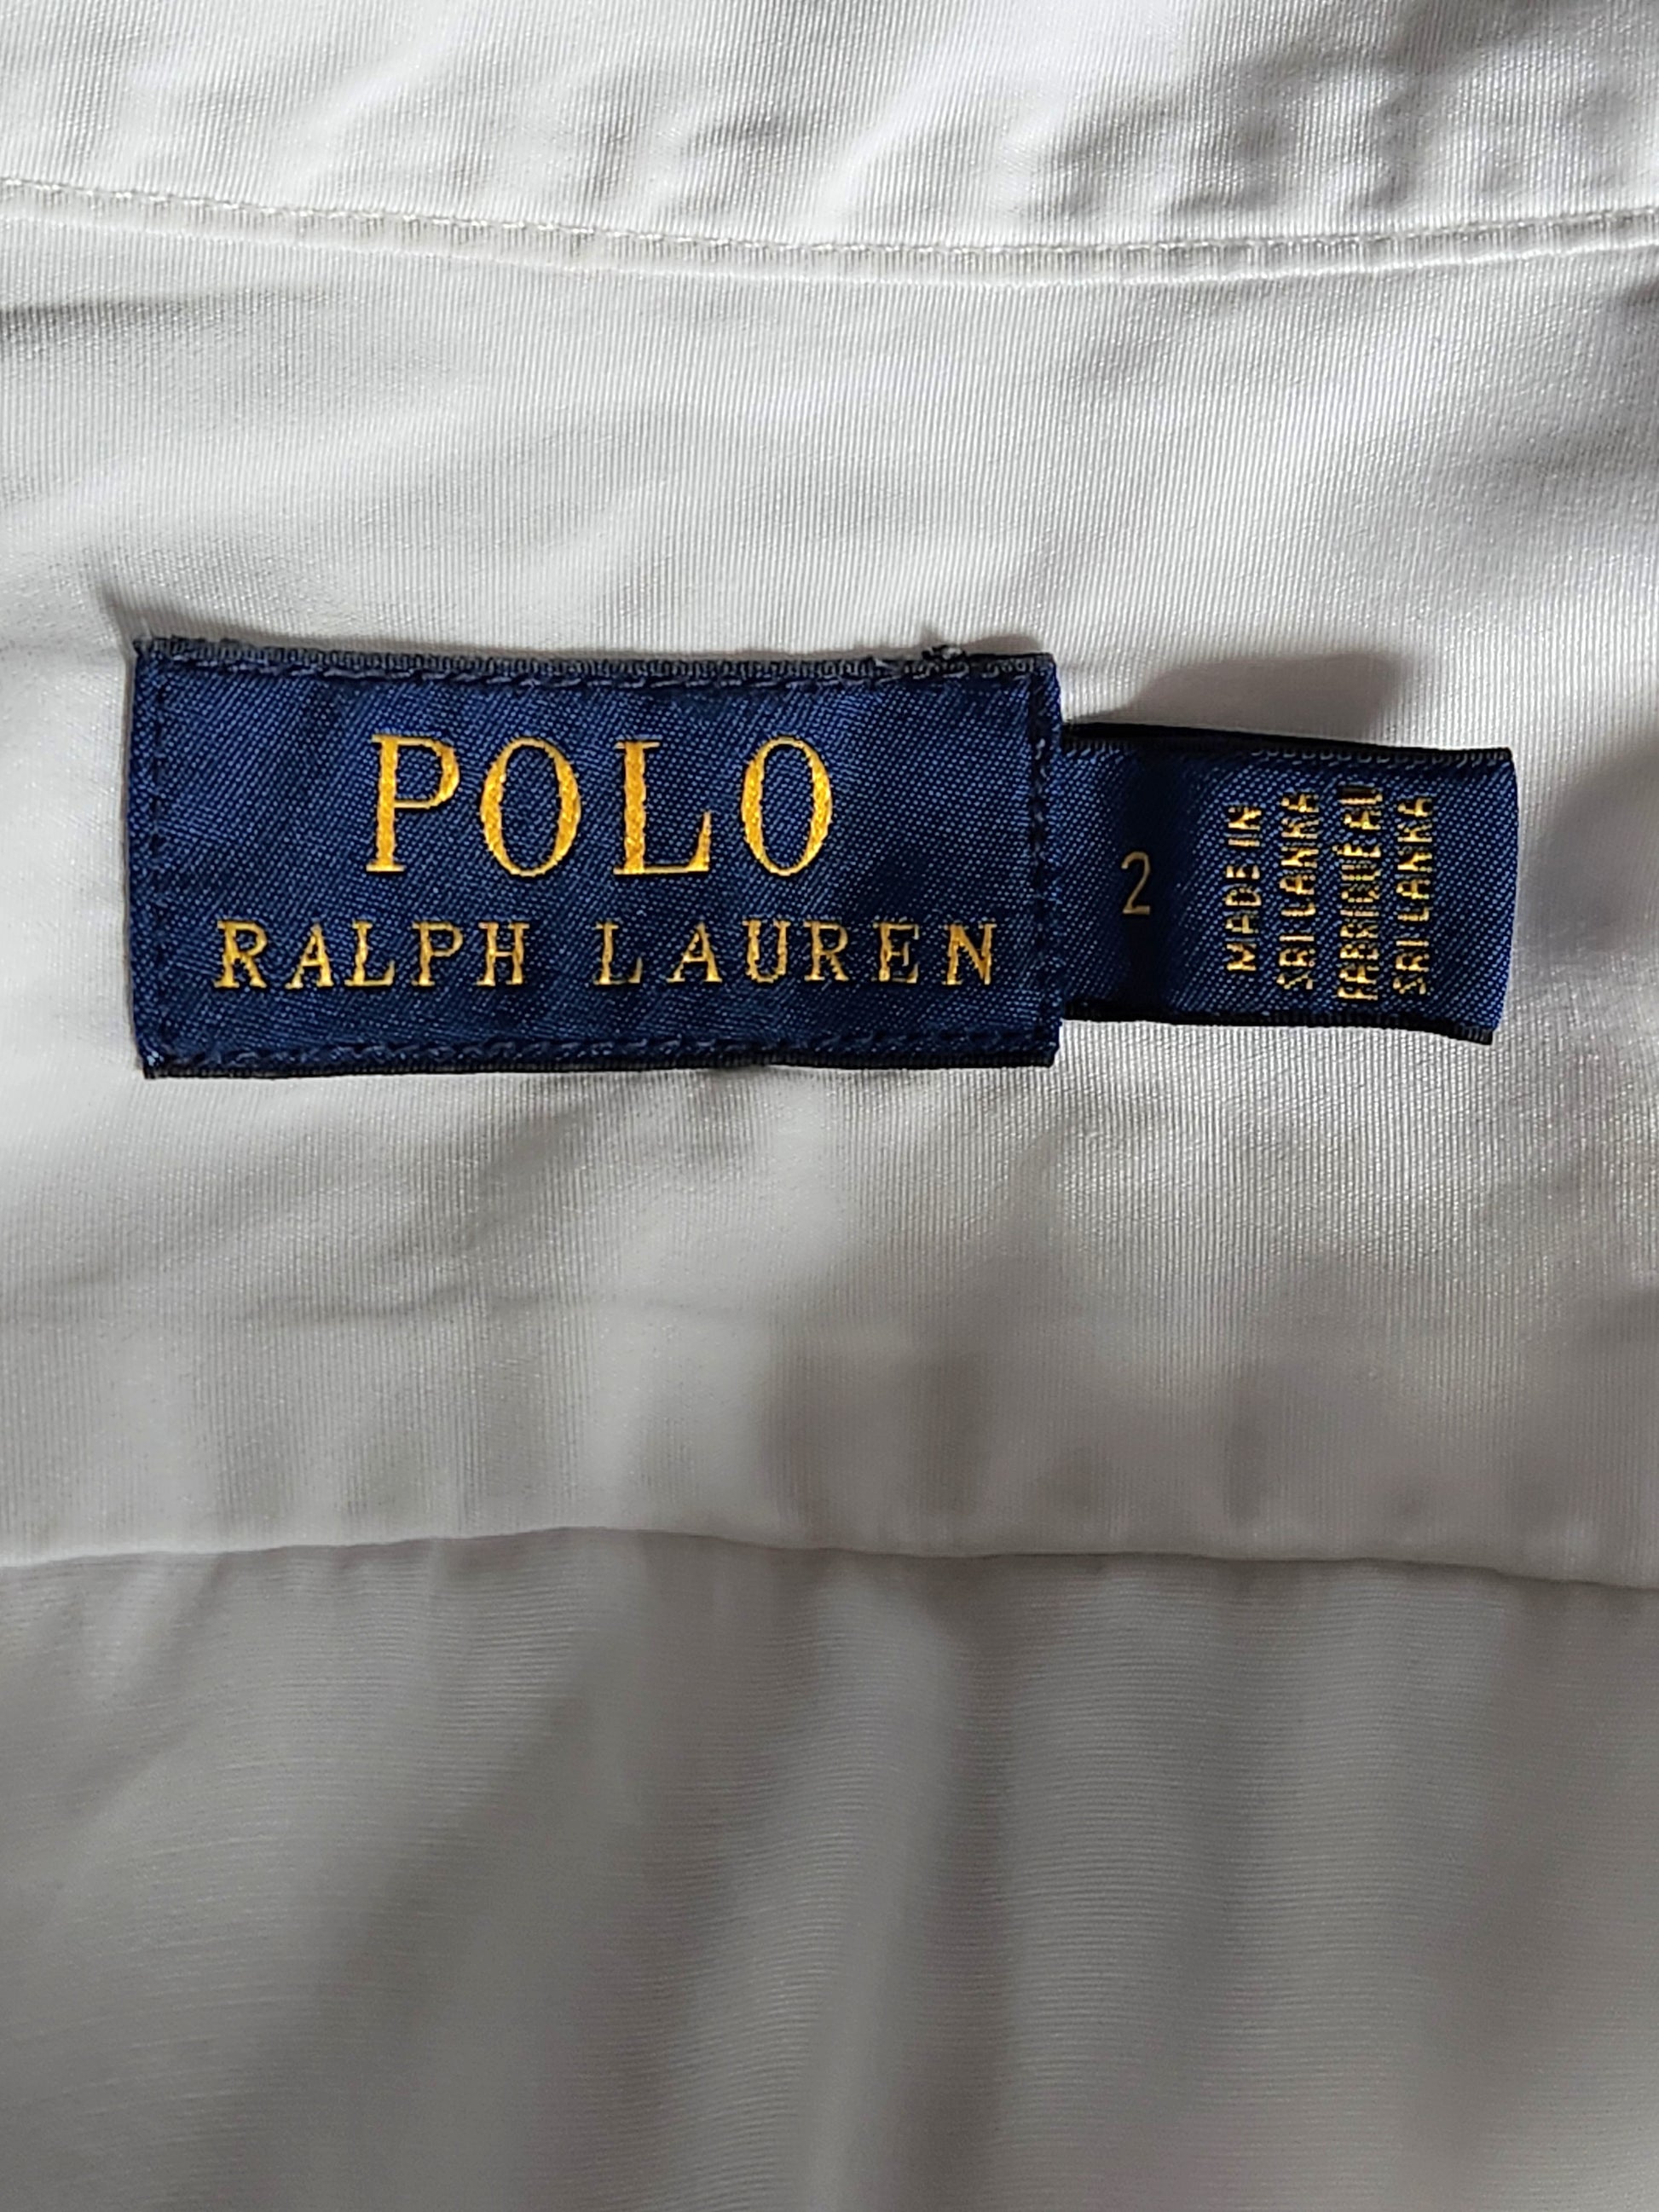 POLO
RALPH LAUREN
2
MADE IN
SRI LANKA
FABRIQUÉ AU
SRI LANKA